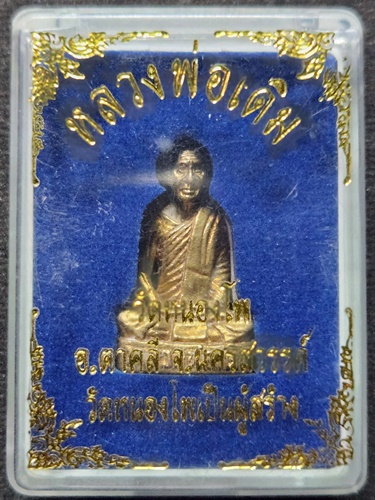 หลวงพ่อเดิม
วัดหนองโพ
อ.ตาคลี จ.นครสวรรค์
วัดหนองโพเป็นผู้สร้าง